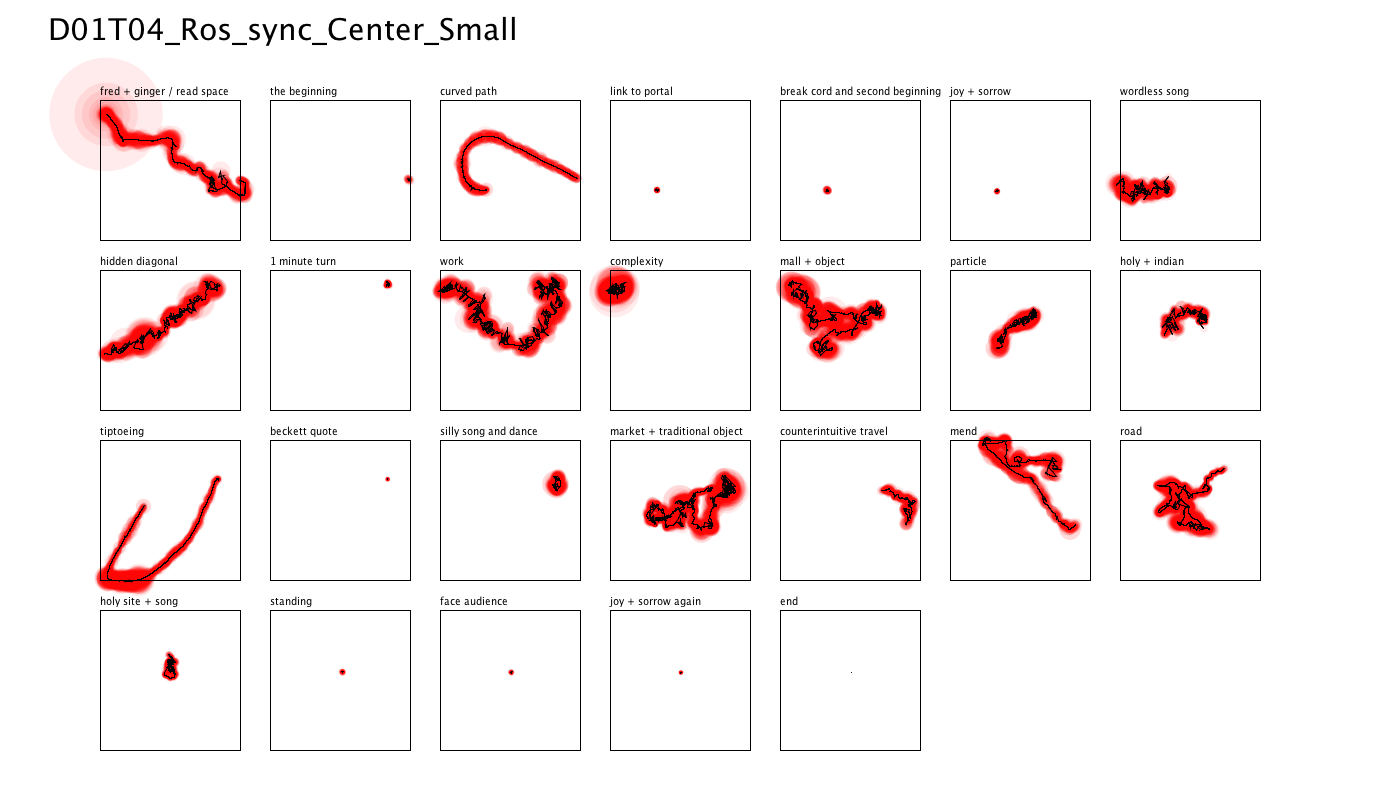 D01T04_Ros_sync_Center_Small
fred + ginger / read space
the beginning
curved path
link to portal
break cord and second beginning
joy + sorrow
wordless song
hidden diagonal
1 minute turn
work
complexity
mall + object
particle
holy + indian
tiptoeing
beckett quote
silly song and dance
market + traditional object
counterintuitive travel
mend
road
holy site + song
standing
face audience
joy + sorrow again
end